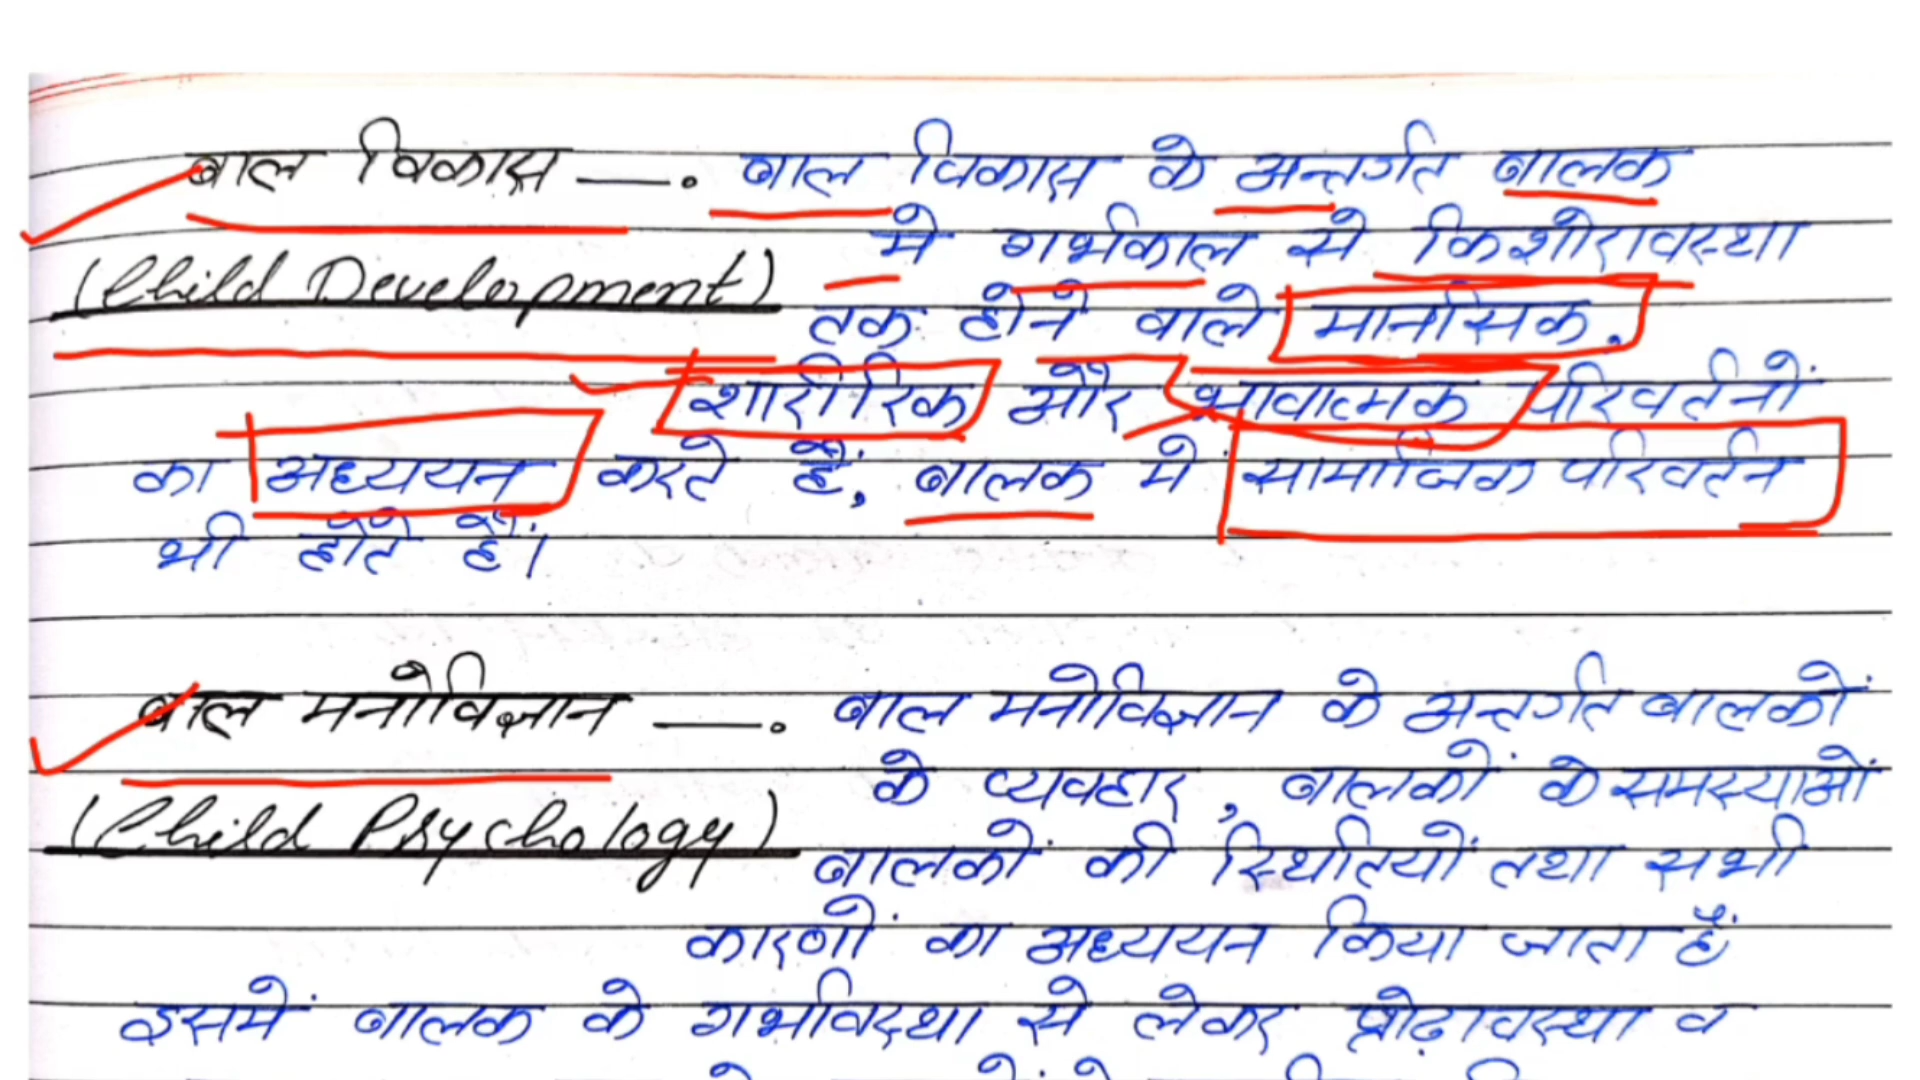 बाल विकास —. बाल विकास के अन्तर्गत बालक
मे गर्भकाल से किशोरावस्था
(Child Development)
तक होने वाले मानसिक,
शारीरिक और भावात्मक परिवर्तनों
का अध्ययन करते हैं, बालक मे सामाजिक परिवर्तन
भी होते हैं।
बाल मनोविज्ञान —. बाल मनोविज्ञान के अन्तर्गत बालकों
के व्यवहार, बालकों के समस्याओं
(Child Psychology)
बालकों की स्थितियों तथा सभी
कारणों का अध्ययन किया जाता हैं
इसमें बालक के गर्भावस्था से लेकर प्रौढ़ावस्था व